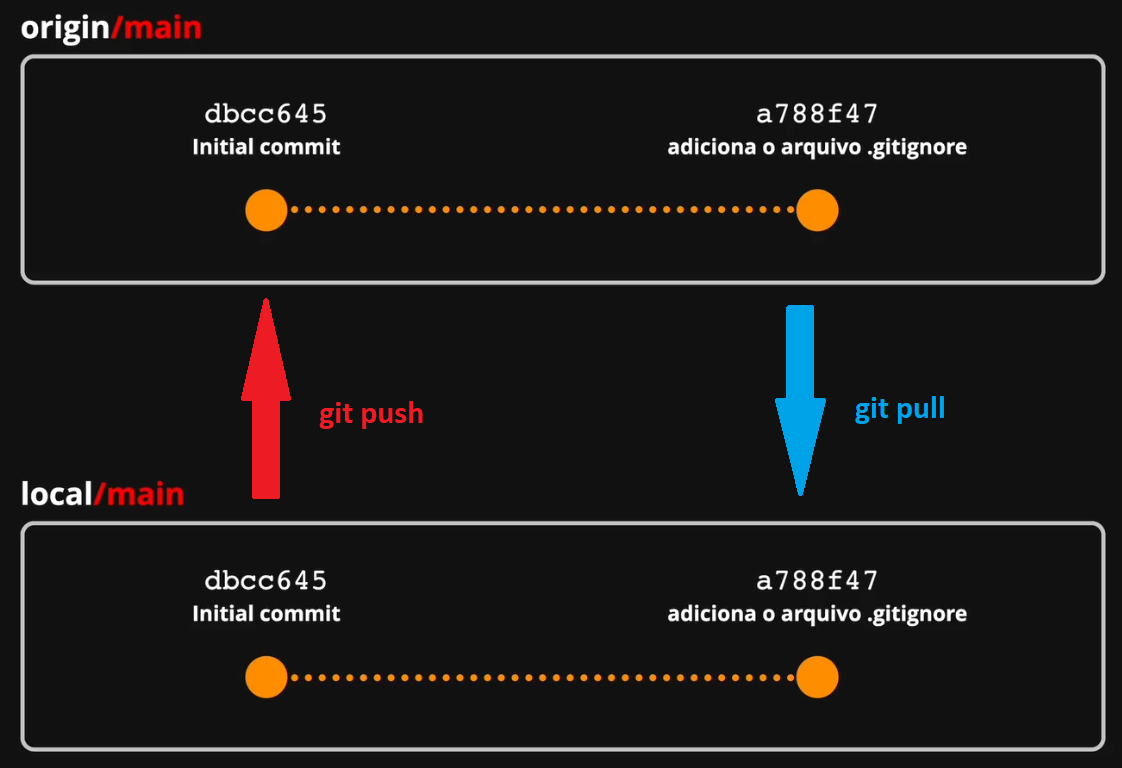 origin/main
dbcc645
Initial commit
a788f47
adiciona o arquivo .gitignore
git push
git pull
local/main
dbcc645
Initial commit
a788f47
adiciona o arquivo .gitignore